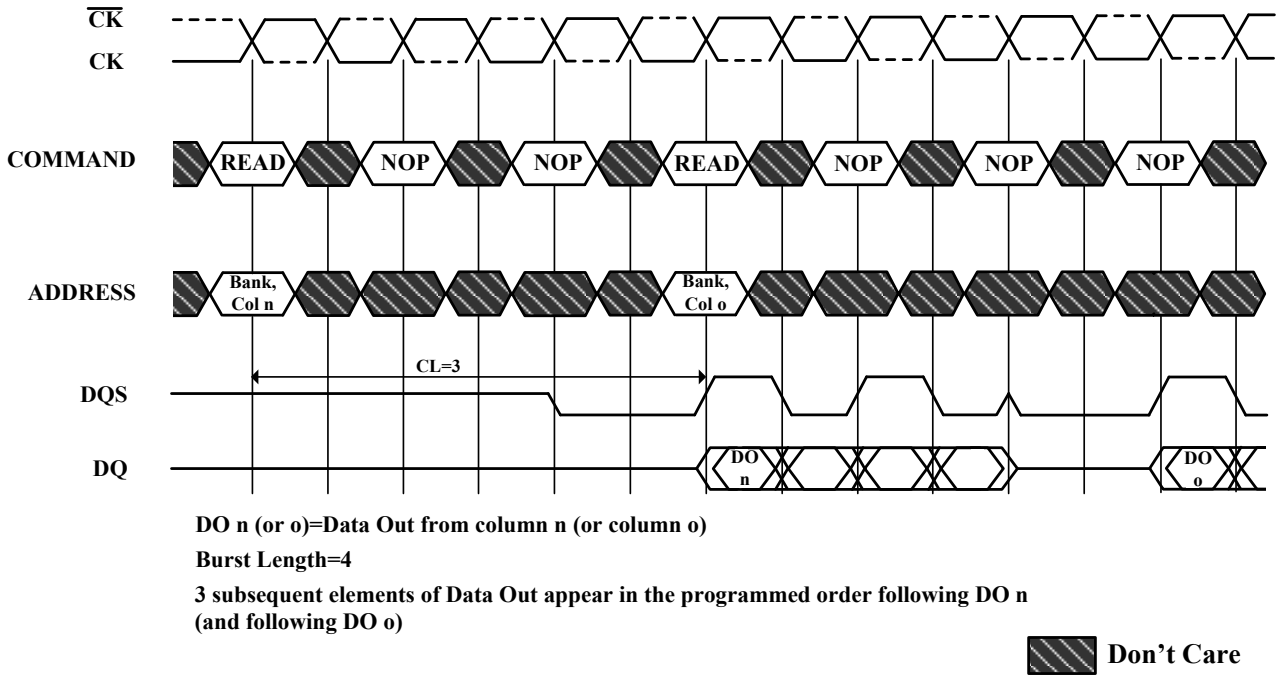 CK
CK
COMMAND READ NOP NOP READ NOP NOP NOP
ADDRESS Bank, Col n Bank, Col o
CL=3
DQS
DQ DO n DO o
DO n (or o)=Data Out from column n (or column o)
Burst Length=4
3 subsequent elements of Data Out appear in the programmed order following DO n
(and following DO o)
Don't Care